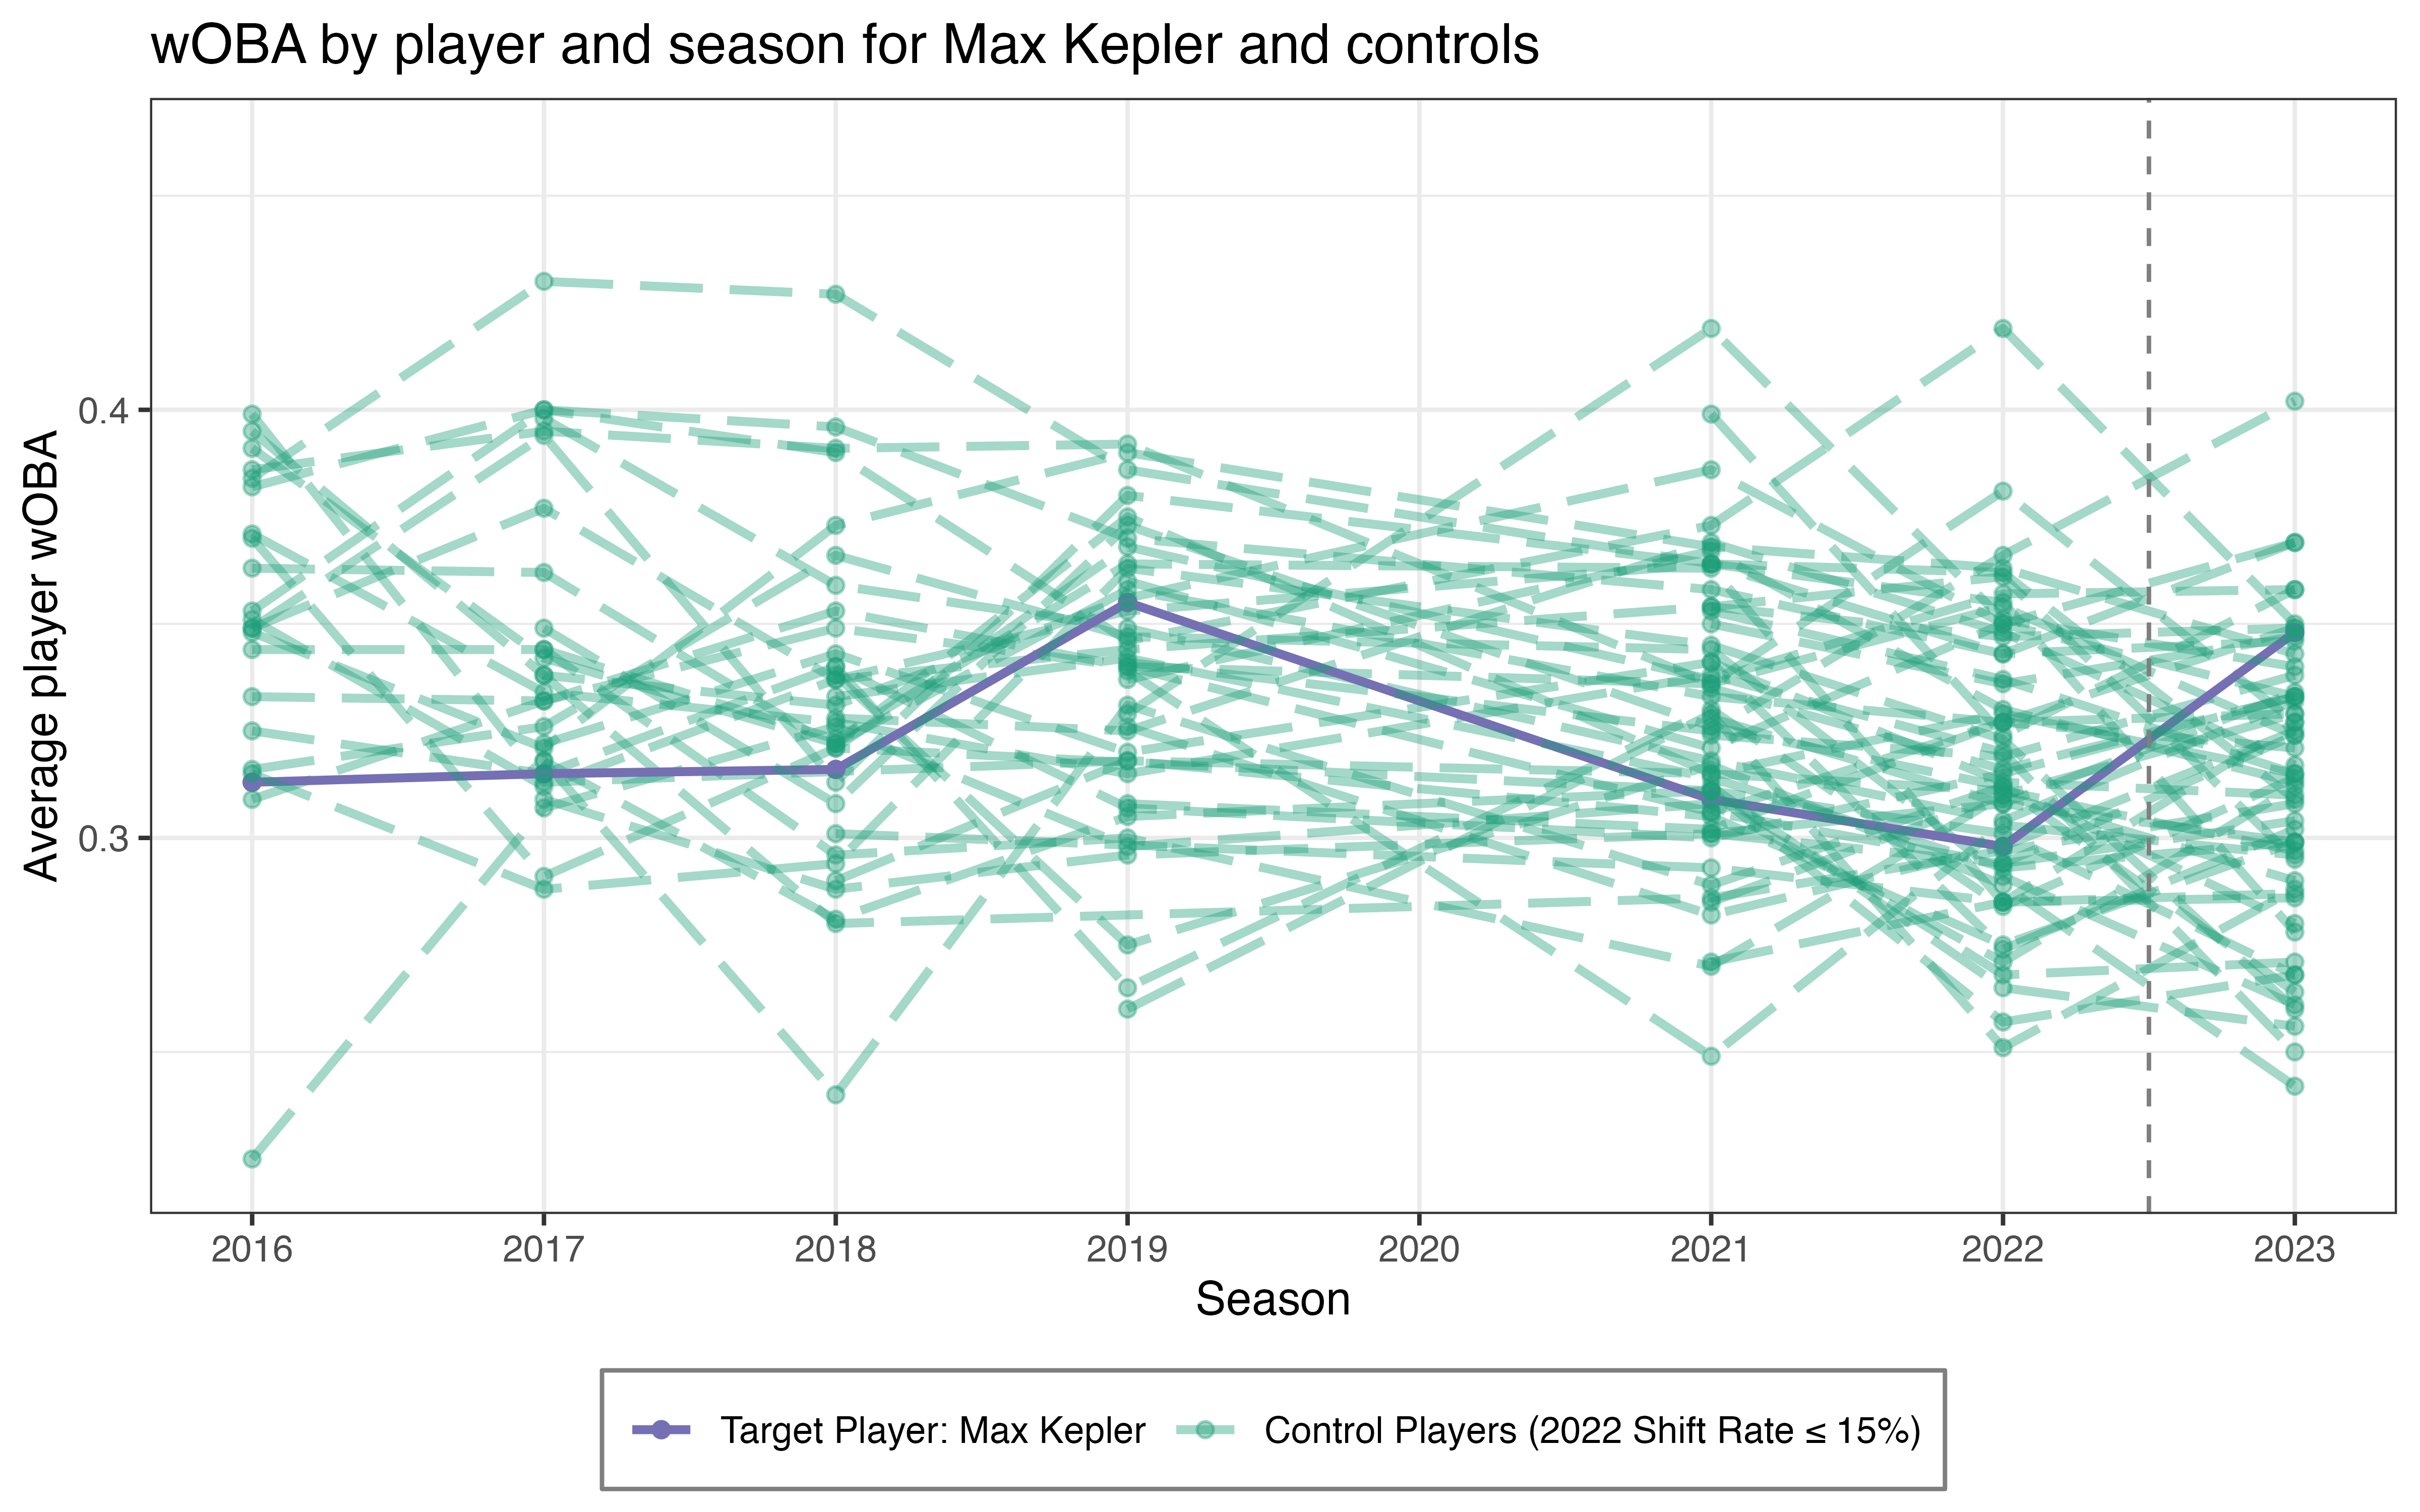 wOBA by player and season for Max Kepler and controls
Average player wOBA
0.4
0.3
2016 2017 2018 2019 2020 2021 2022 2023
Season
Target Player: Max Kepler Control Players (2022 Shift Rate ≤ 15%)